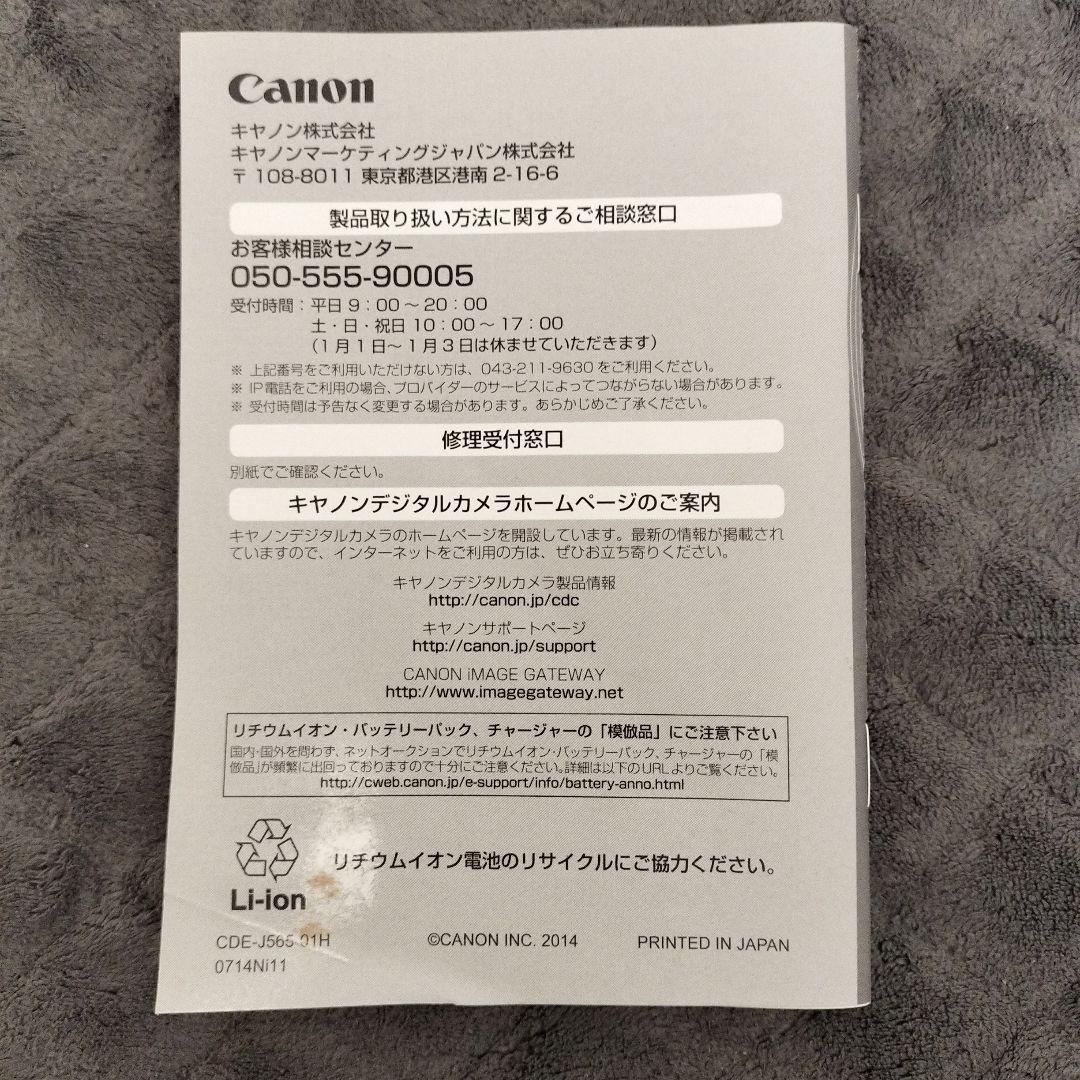 Canon
キヤノン株式会社
キヤノンマーケティングジャパン株式会社
〒 108-8011 東京都港区港南 2-16-6
製品取り扱い方法に関するご相談窓口
お客様相談センター
050-555-90005
受付時間：平日 9：00 ～ 20：00
土・日・祝日 10：00 ～ 17：00
（1 月 1 日～ 1 月 3 日は休ませていただきます）
※ 上記番号をご利用いただけない方は、043-211-9630 をご利用ください。
※ IP 電話をご利用の場合、プロバイダーのサービスによってつながらない場合があります。
※ 受付時間は予告なく変更する場合があります。あらかじめご了承ください。
修理受付窓口
別紙でご確認ください。
キヤノンデジタルカメラホームページのご案内
キヤノンデジタルカメラのホームページを開設しています。最新の情報が掲載され
ていますので、インターネットをご利用の方は、ぜひお立ち寄りください。
キヤノンデジタルカメラ製品情報
http://canon.jp/cdc
キヤノンサポートページ
http://canon.jp/support
CANON iMAGE GATEWAY
http://www.imagegateway.net
リチウムイオン・バッテリーパック、チャージャーの「模倣品」にご注意下さい
国内・国外を問わず、ネットオークションでリチウムイオン・バッテリーパック、チャージャーの「模
倣品」が頻繁に出回っておりますので十分にご注意ください。詳細は以下のURLよりご覧ください。
http://cweb.canon.jp/e-support/info/battery-anno.html
リチウムイオン電池のリサイクルにご協力ください。
Li-ion
CDE-J565-01H
©CANON INC. 2014
PRINTED IN JAPAN
0714Ni11